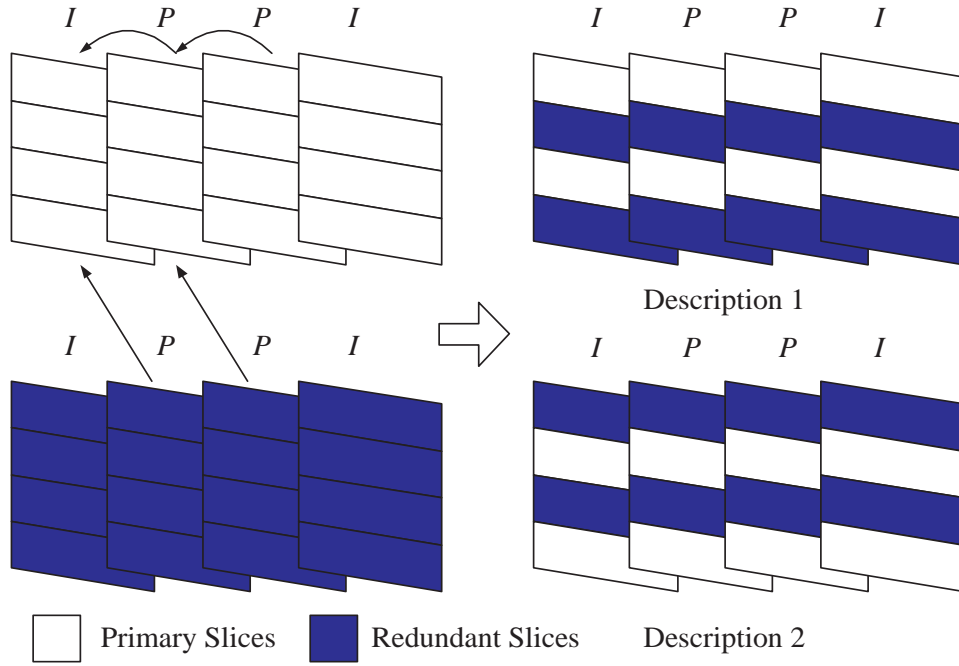 I P P I
I P P I
Description 1
I P P I
I P P I
Primary Slices
Redundant Slices
Description 2